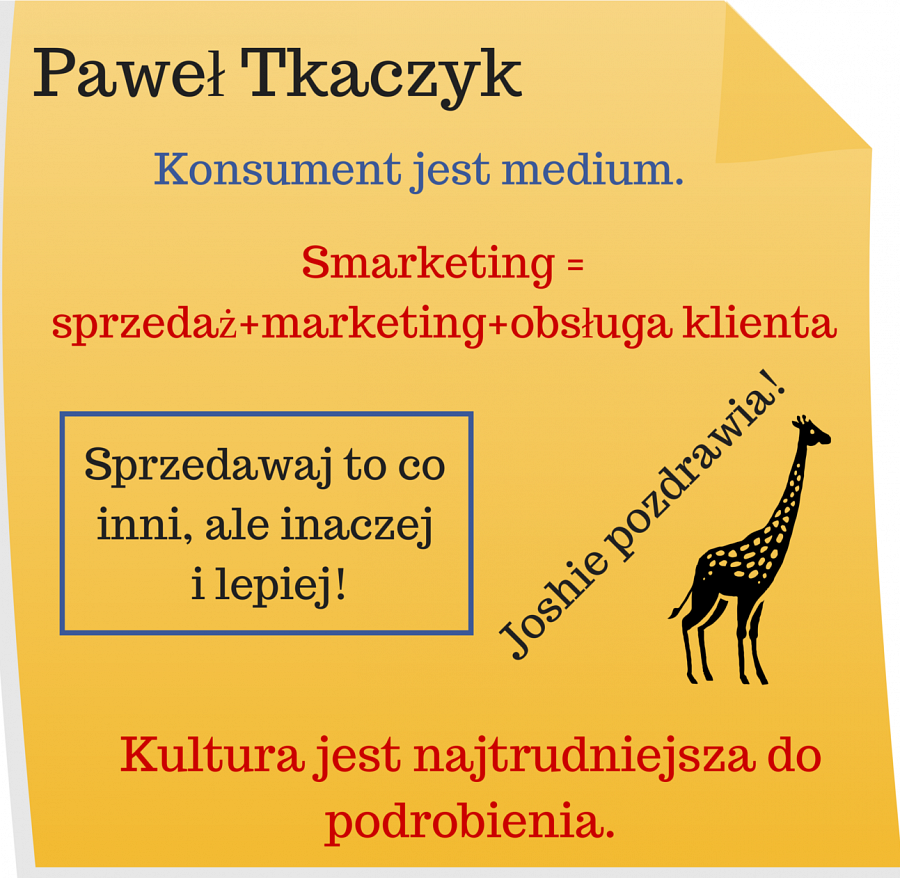 Paweł Tkaczyk
Konsument jest medium.
Smarketing =
sprzedaż+marketing+obsługa klienta
Sprzedawaj to co
inni, ale inaczej
i lepiej!
Joshie pozdrawia!
Kultura jest najtrudniejsza do
podrobienia.